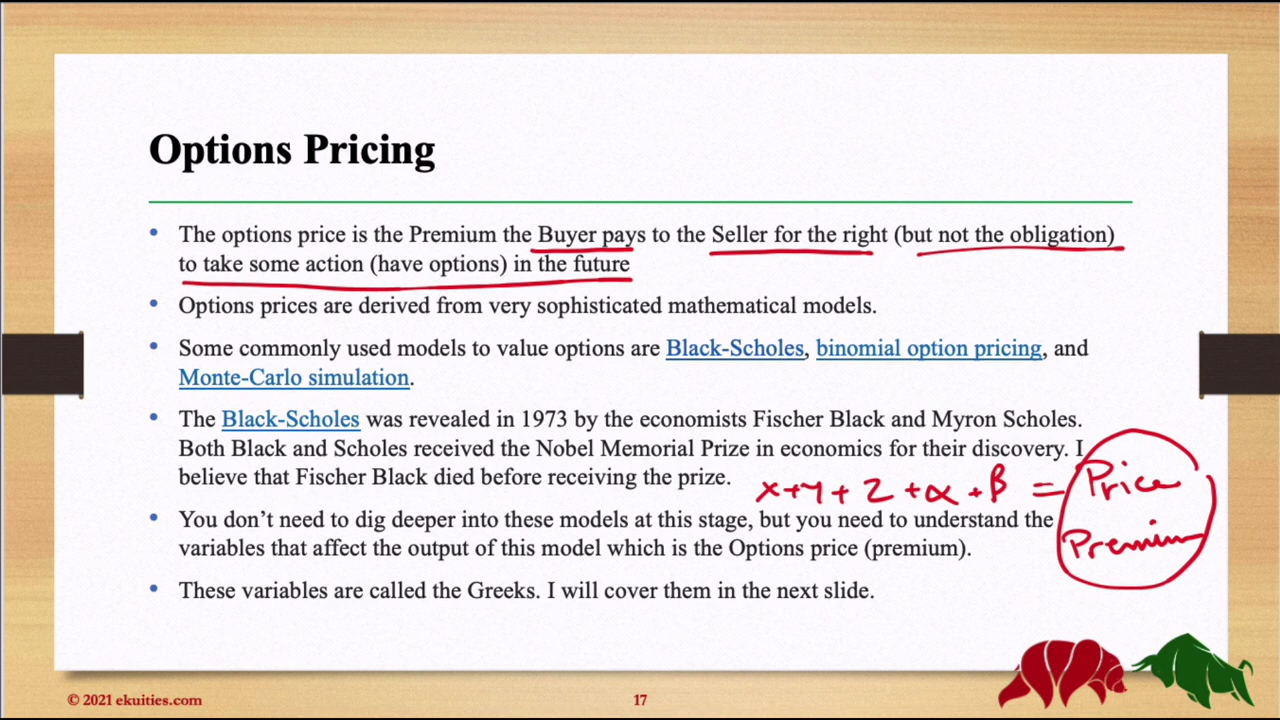 Options Pricing
• The options price is the Premium the Buyer pays to the Seller for the right (but not the obligation)
to take some action (have options) in the future
• Options prices are derived from very sophisticated mathematical models.
• Some commonly used models to value options are Black-Scholes, binomial option pricing, and
Monte-Carlo simulation.
• The Black-Scholes was revealed in 1973 by the economists Fischer Black and Myron Scholes.
Both Black and Scholes received the Nobel Memorial Prize in economics for their discovery. I
believe that Fischer Black died before receiving the prize.
x+y+z+α+β = Price
Premium
• You don’t need to dig deeper into these models at this stage, but you need to understand the
variables that affect the output of this model which is the Options price (premium).
• These variables are called the Greeks. I will cover them in the next slide.
© 2021 ekuities.com
17